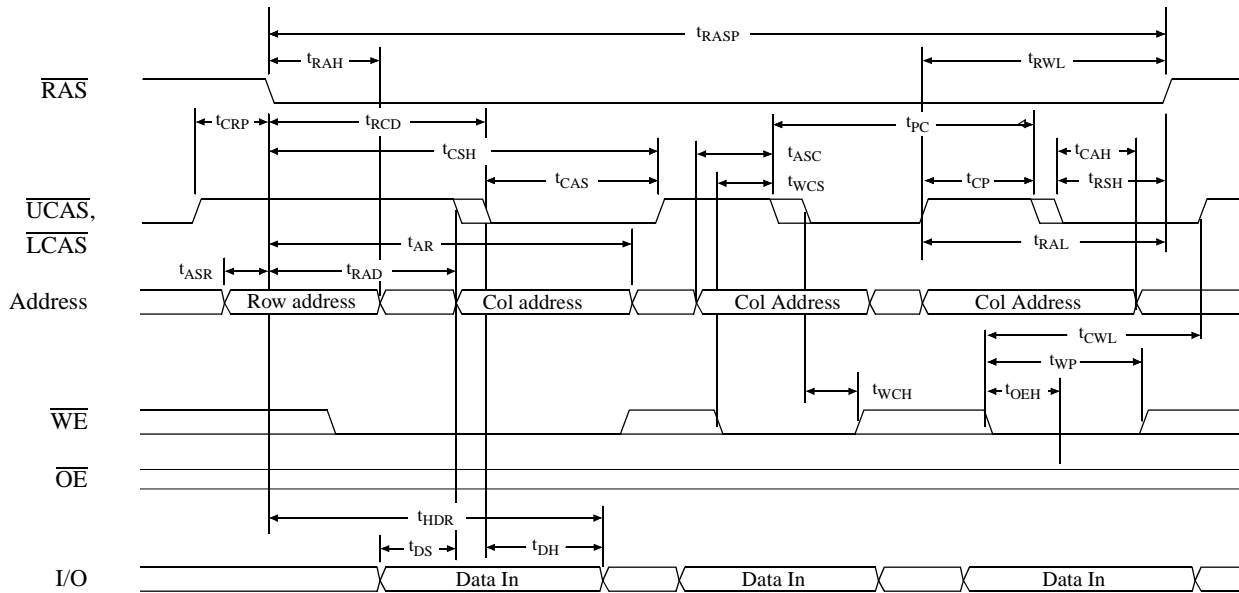 tRASP
tRAH
tRWL
RAS
tCRP
tRCD
tPC
tCSH
tASC
tCAH
tCAS
tWCS
tCP
tRSH
UCAS,
LCAS
tAR
tRAL
tASR
tRAD
Address
Row address
Col address
Col Address
Col Address
tCWL
tWP
tWCH
tOEH
WE
OE
tHDR
tDS
tDH
I/O
Data In
Data In
Data In